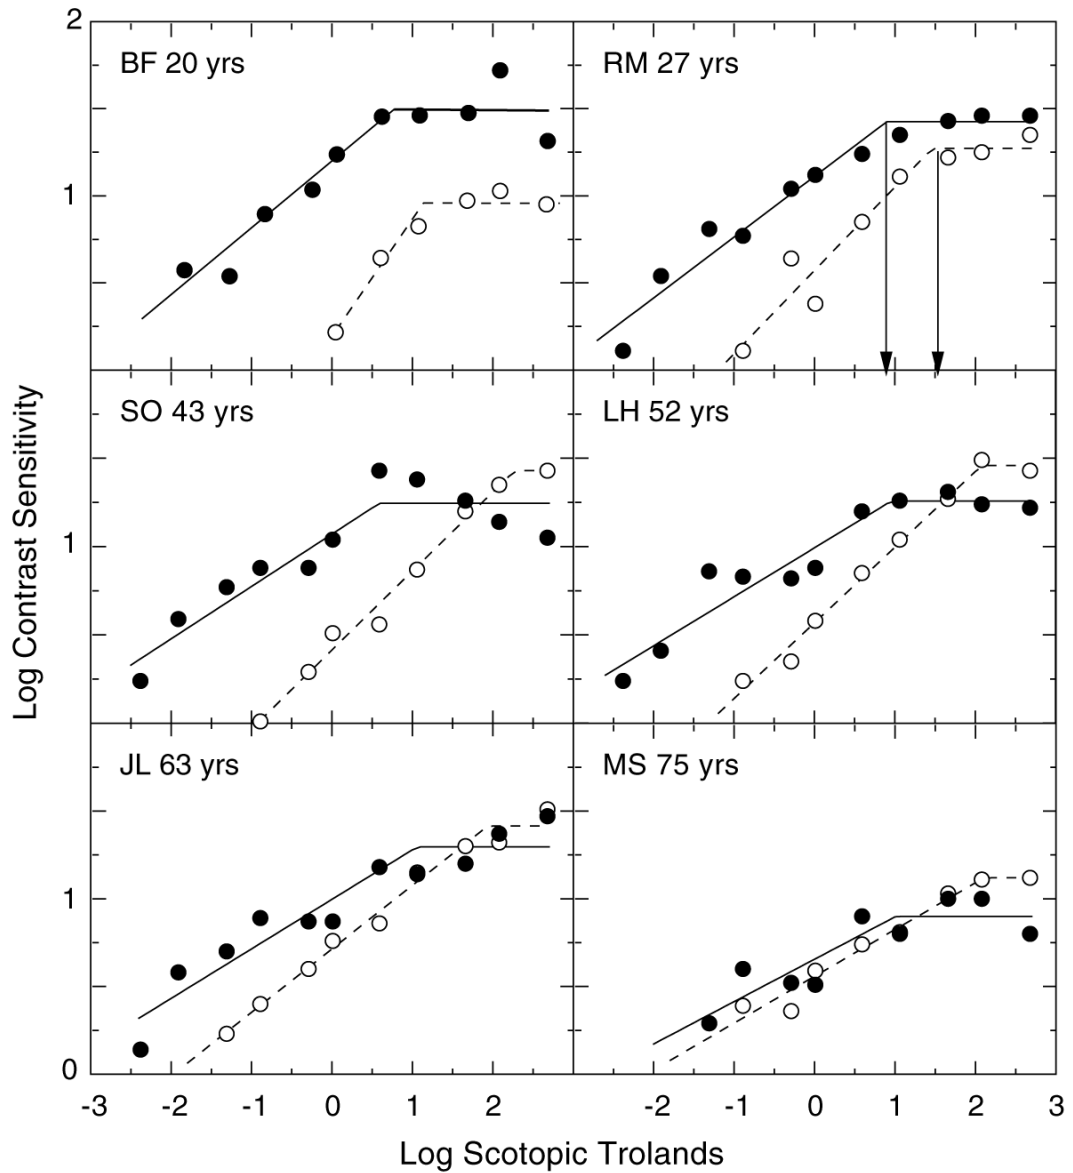 2
BF 20 yrs
RM 27 yrs
1
SO 43 yrs
LH 52 yrs
Log Contrast Sensitivity
1
JL 63 yrs
MS 75 yrs
1
0
-3 -2 -1 0 1 2 -2 -1 0 1 2 3
Log Scotopic Trolands